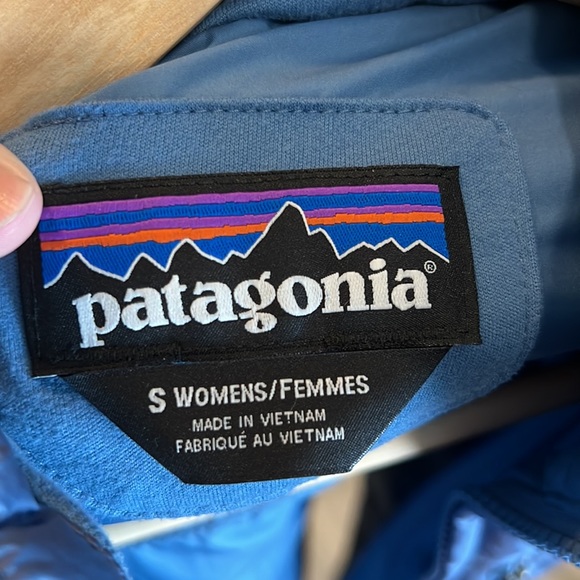 patagonia®
S WOMENS/FEMMES
MADE IN VIETNAM
FABRIQUÉ AU VIETNAM